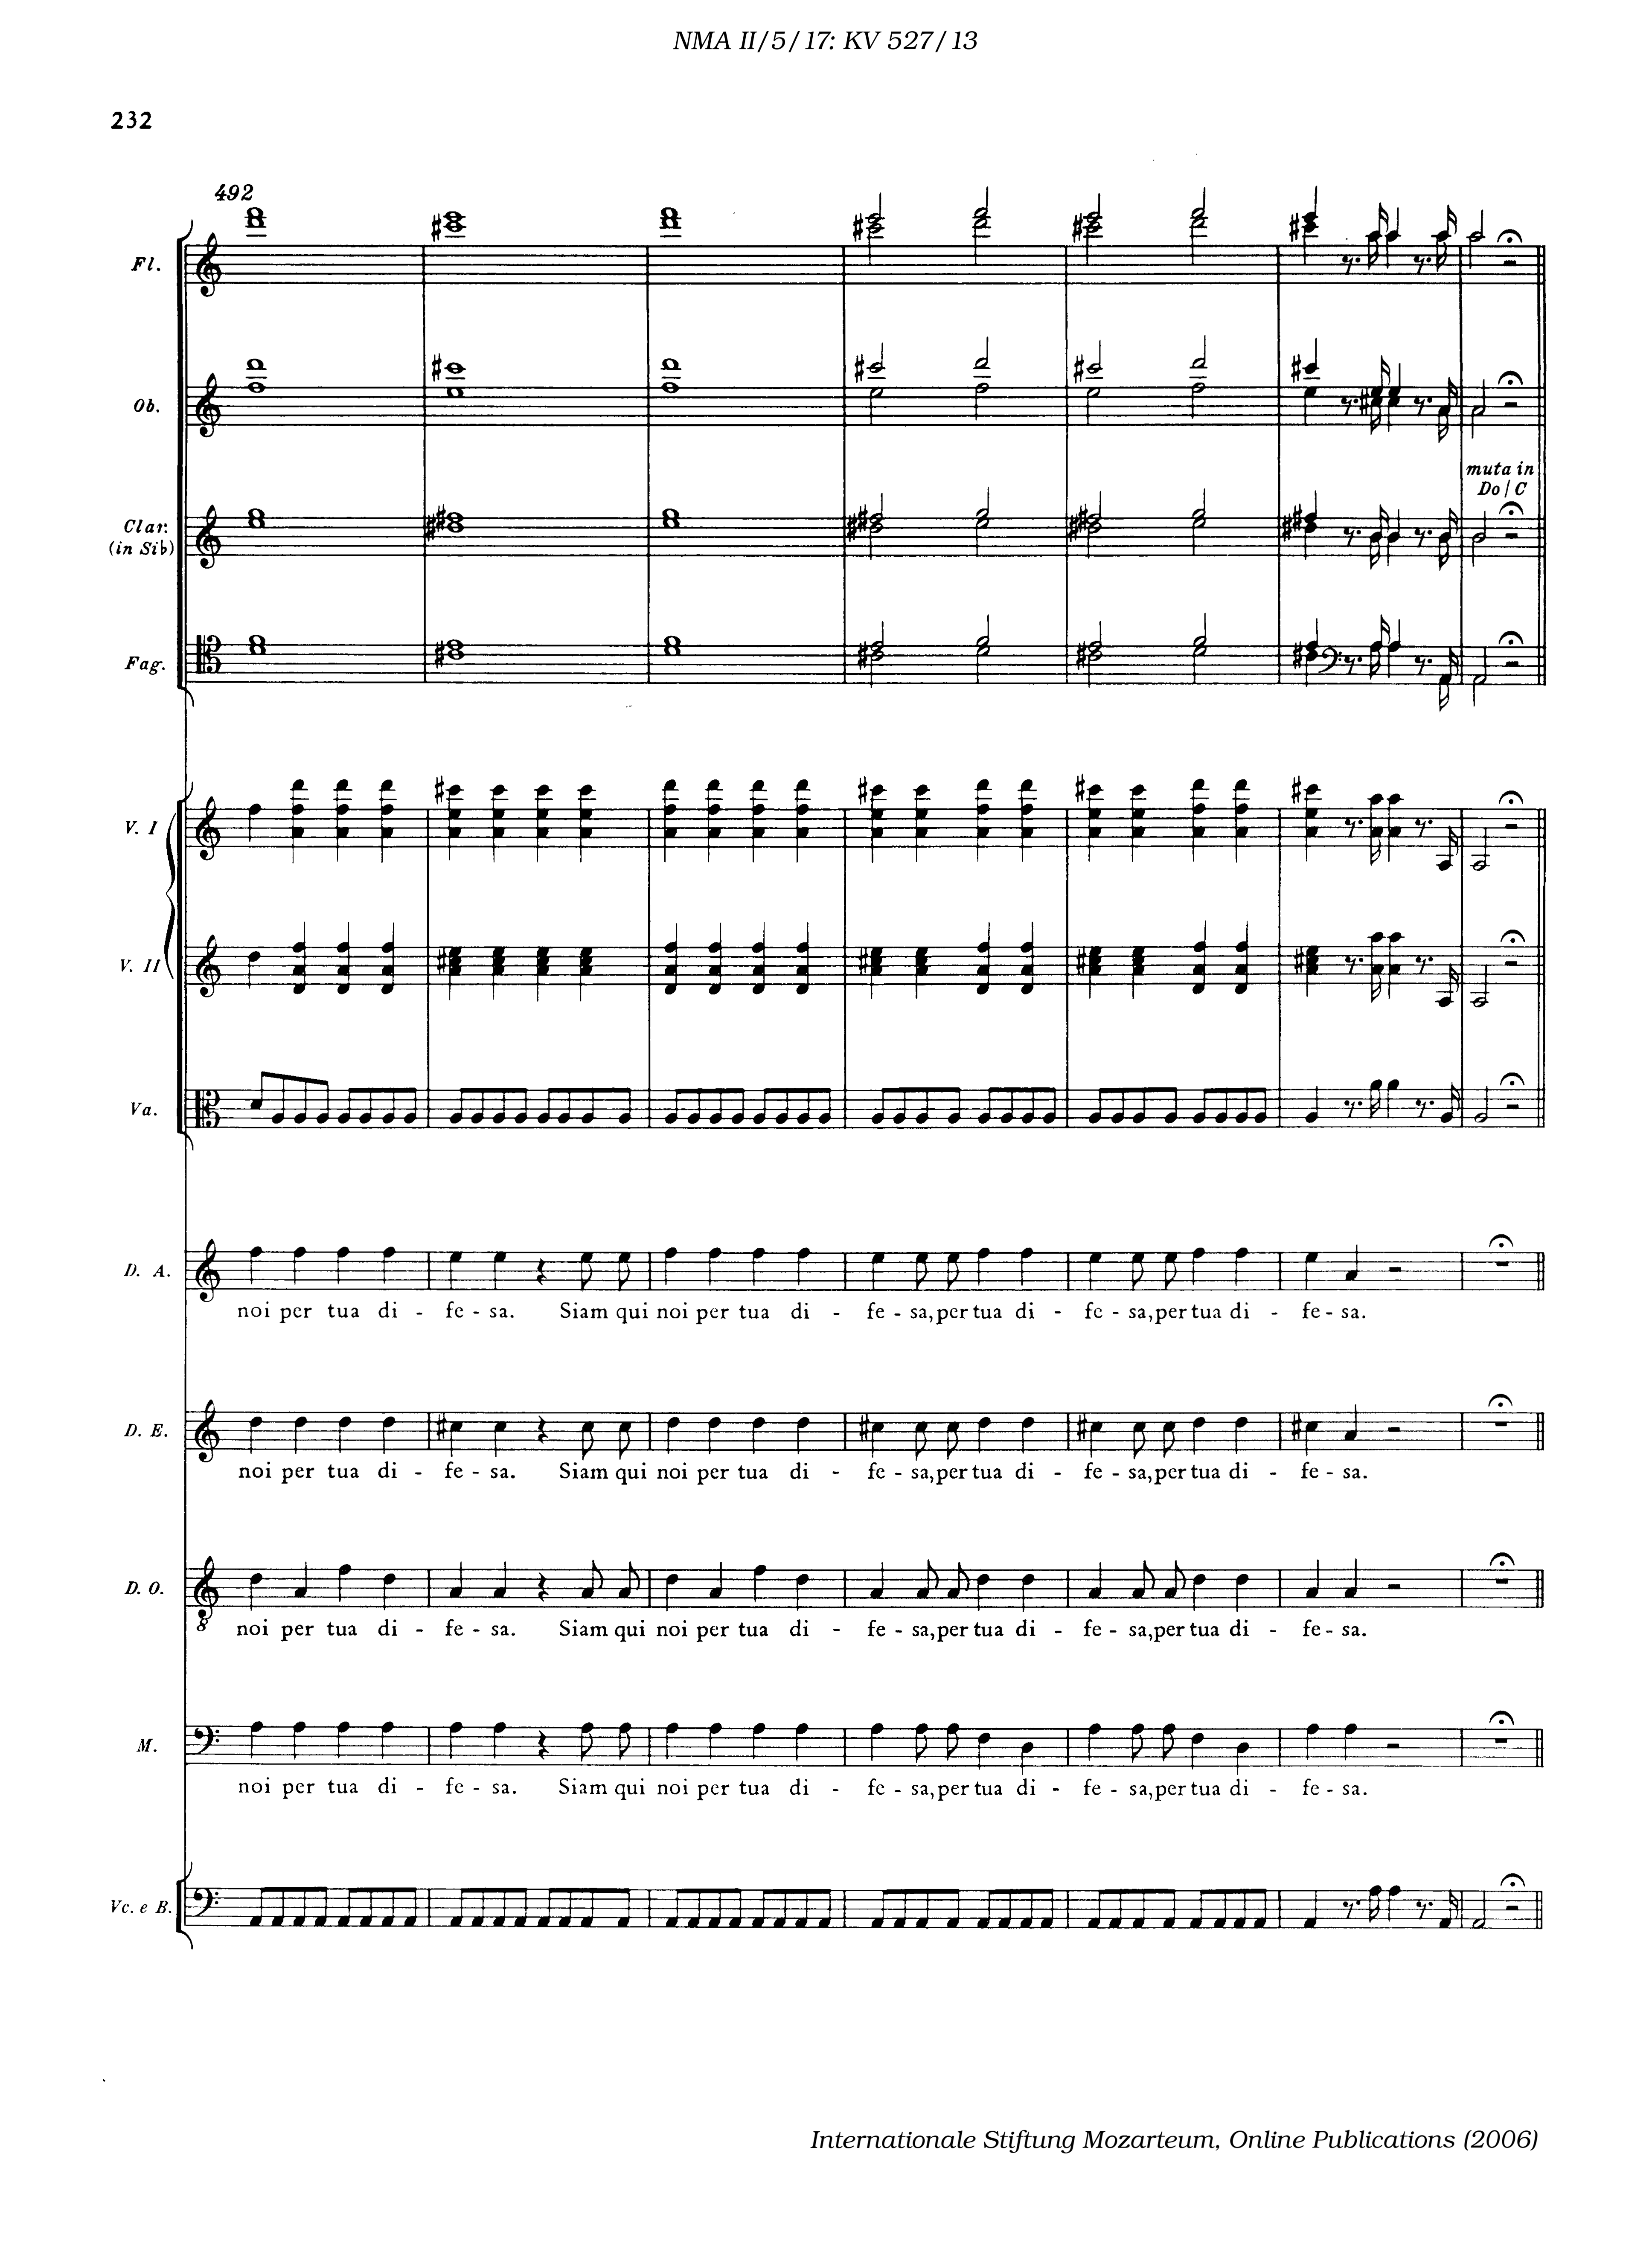 NMA II/5/17: KV 527/13
232
492
Fl.
Ob.
muta in
Do / C
Clar.
(in Sib)
Fag.
V. I
V. II
Va.
D. A.
noi per tua di - fe - sa. Siam qui noi per tua di - fe - sa, per tua di - fe - sa, per tua di - fe - sa.
D. E.
noi per tua di - fe - sa. Siam qui noi per tua di - fe - sa, per tua di - fe - sa, per tua di - fe - sa.
D. O.
8
noi per tua di - fe - sa. Siam qui noi per tua di - fe - sa, per tua di - fe - sa, per tua di - fe - sa.
M.
noi per tua di - fe - sa. Siam qui noi per tua di - fe - sa, per tua di - fe - sa, per tua di - fe - sa.
Vc. e B.
Internationale Stiftung Mozarteum, Online Publications (2006)